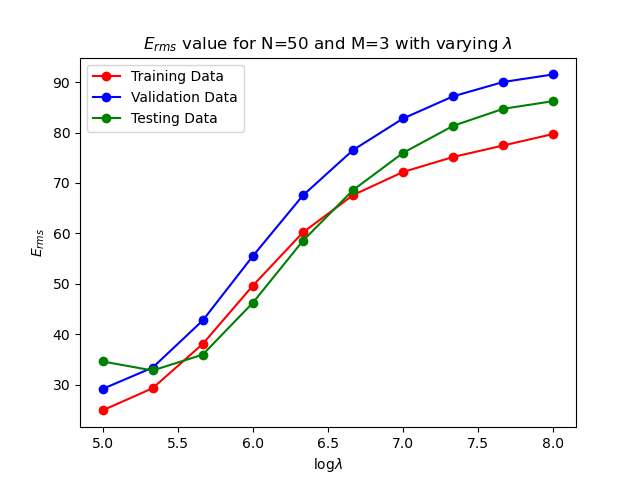 E_rms value for N=50 and M=3 with varying λ
Training Data
Validation Data
Testing Data
E_rms
90
80
70
60
50
40
30
5.0 5.5 6.0 6.5 7.0 7.5 8.0
logλ